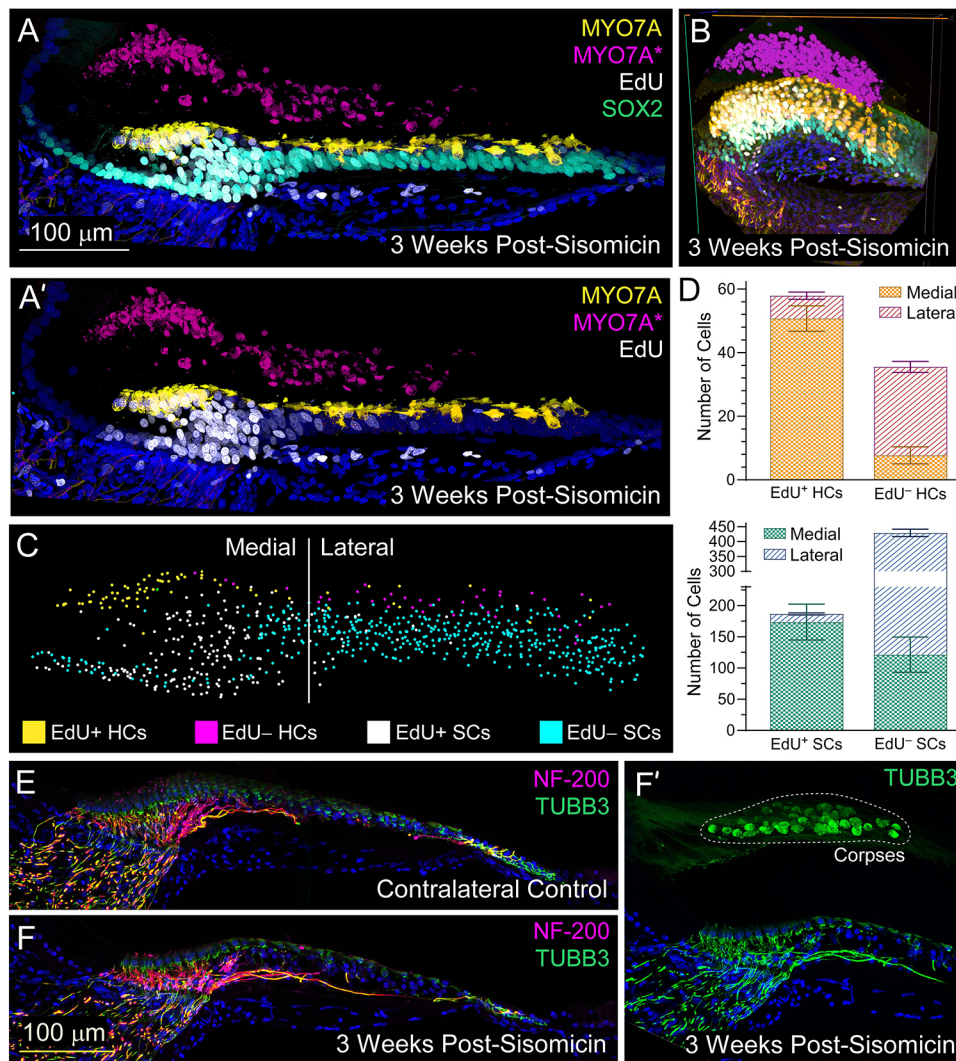 A
MYO7A
MYO7A*
EdU
SOX2
100 μm
3 Weeks Post-Sisomicin
B
3 Weeks Post-Sisomicin
A'
MYO7A
MYO7A*
EdU
3 Weeks Post-Sisomicin
C
Medial
Lateral
EdU+ HCs
EdU– HCs
EdU+ SCs
EdU– SCs
D
Medial
Lateral
Number of Cells
60
40
20
0
EdU⁺ HCs
EdU⁻ HCs
Medial
Lateral
Number of Cells
450
400
350
300
200
150
100
50
0
EdU⁺ SCs
EdU⁻ SCs
E
NF-200
TUBB3
Contralateral Control
F
NF-200
TUBB3
100 μm
3 Weeks Post-Sisomicin
F'
TUBB3
Corpses
3 Weeks Post-Sisomicin